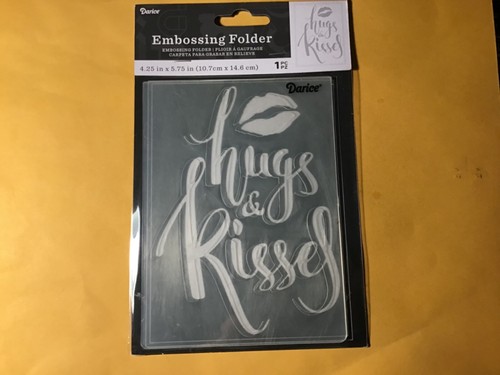 Darice
Embossing Folder
EMBOSSING FOLDER | PLIOIR À GAUFRAGE
CARPETA PARA GRABAR EN RELIEVE
4.25 in x 5.75 in (10.7cm x 14.6 cm)
1 PC
PZ
hugs
&
kisses
Darice
hugs
&
kisses